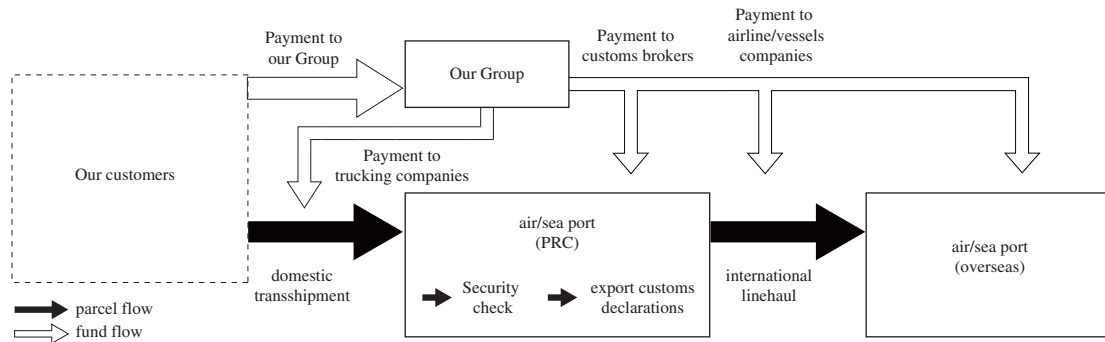 Payment to
our Group
Our Group
Payment to
customs brokers
Payment to
airline/vessels
companies
Our customers
Payment to
trucking companies
air/sea port
(PRC)
air/sea port
(overseas)
domestic
transshipment
Security
check
export customs
declarations
international
linehaul
parcel flow
fund flow